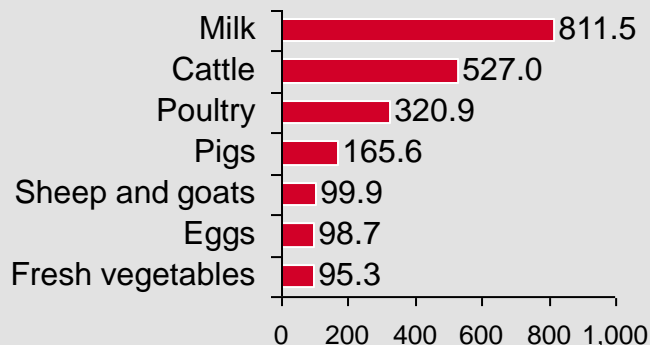 Milk 811.5
Cattle 527.0
Poultry 320.9
Pigs 165.6
Sheep and goats 99.9
Eggs 98.7
Fresh vegetables 95.3
0 200 400 600 800 1,000